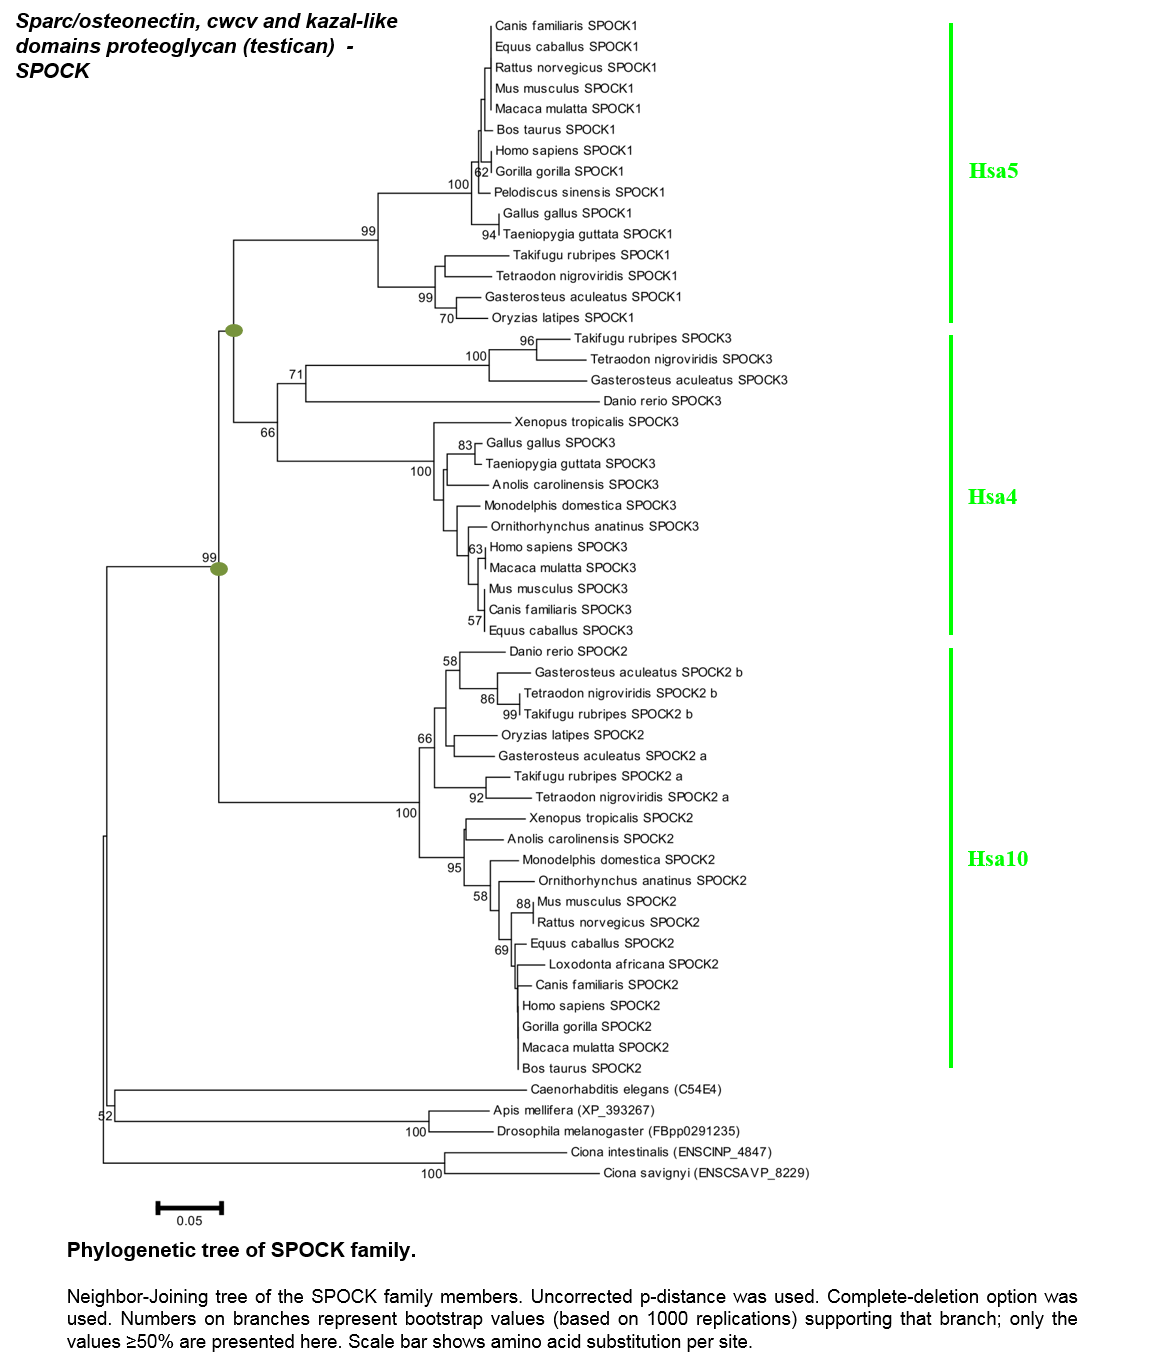 Sparc/osteonectin, cwcv and kazal-like
domains proteoglycan (testican)  -
SPOCK
Canis familiaris SPOCK1
Equus caballus SPOCK1
Rattus norvegicus SPOCK1
Mus musculus SPOCK1
Macaca mulatta SPOCK1
Bos taurus SPOCK1
Homo sapiens SPOCK1
62
Gorilla gorilla SPOCK1
Hsa5
100
Pelodiscus sinensis SPOCK1
Gallus gallus SPOCK1
99
94
Taeniopygia guttata SPOCK1
Takifugu rubripes SPOCK1
Tetraodon nigroviridis SPOCK1
99
Gasterosteus aculeatus SPOCK1
70
Oryzias latipes SPOCK1
96
Takifugu rubripes SPOCK3
100
Tetraodon nigroviridis SPOCK3
71
Gasterosteus aculeatus SPOCK3
Danio rerio SPOCK3
66
Xenopus tropicalis SPOCK3
83
Gallus gallus SPOCK3
100
Taeniopygia guttata SPOCK3
Anolis carolinensis SPOCK3
Hsa4
Monodelphis domestica SPOCK3
Ornithorhynchus anatinus SPOCK3
63
Homo sapiens SPOCK3
99
Macaca mulatta SPOCK3
Mus musculus SPOCK3
Canis familiaris SPOCK3
57
Equus caballus SPOCK3
Danio rerio SPOCK2
58
Gasterosteus aculeatus SPOCK2 b
86
Tetraodon nigroviridis SPOCK2 b
99
Takifugu rubripes SPOCK2 b
66
Oryzias latipes SPOCK2
Gasterosteus aculeatus SPOCK2 a
Takifugu rubripes SPOCK2 a
92
Tetraodon nigroviridis SPOCK2 a
100
Xenopus tropicalis SPOCK2
Anolis carolinensis SPOCK2
Hsa10
95
Monodelphis domestica SPOCK2
58
Ornithorhynchus anatinus SPOCK2
88
Mus musculus SPOCK2
Rattus norvegicus SPOCK2
69
Equus caballus SPOCK2
Loxodonta africana SPOCK2
Canis familiaris SPOCK2
Homo sapiens SPOCK2
Gorilla gorilla SPOCK2
Macaca mulatta SPOCK2
Bos taurus SPOCK2
Caenorhabditis elegans (C54E4)
52
Apis mellifera (XP_393267)
100
Drosophila melanogaster (FBpp0291235)
Ciona intestinalis (ENSCINP_4847)
100
Ciona savignyi (ENSCSAVP_8229)
0.05
Phylogenetic tree of SPOCK family.
Neighbor-Joining tree of the SPOCK family members. Uncorrected p-distance was used. Complete-deletion option was
used. Numbers on branches represent bootstrap values (based on 1000 replications) supporting that branch; only the
values ≥50% are presented here. Scale bar shows amino acid substitution per site.